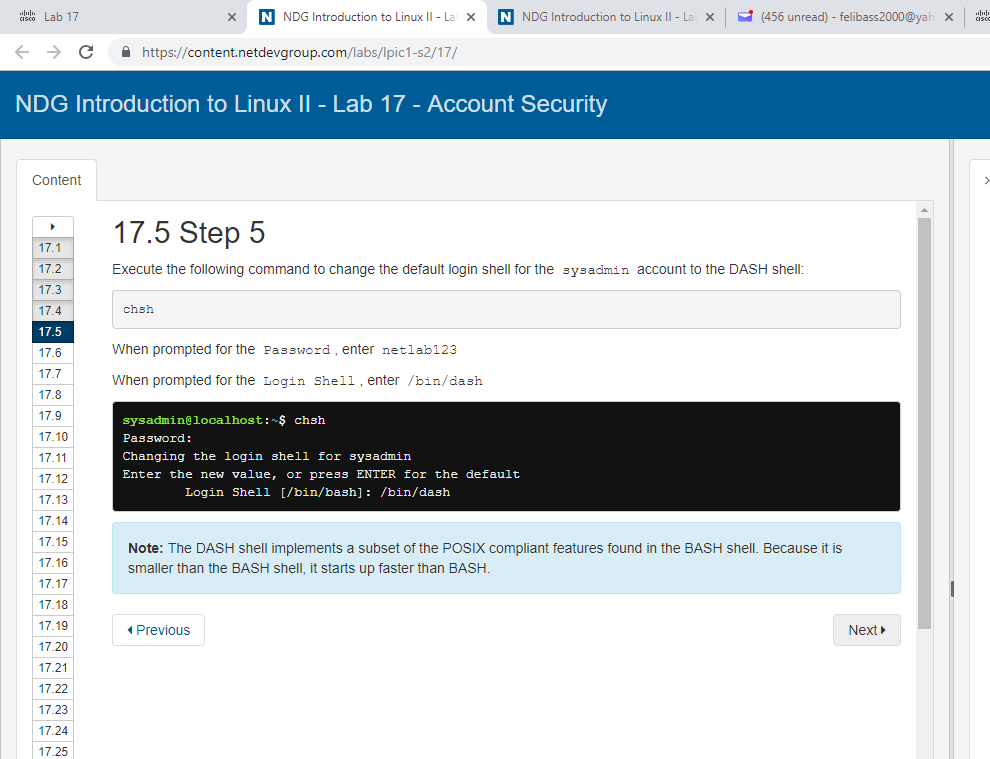 Lab 17
NDG Introduction to Linux II - La
NDG Introduction to Linux II - La
(456 unread) - felibass2000@yah
https://content.netdevgroup.com/labs/lpic1-s2/17/
NDG Introduction to Linux II - Lab 17 - Account Security
Content
17.1
17.2
17.3
17.4
17.5
17.6
17.7
17.8
17.9
17.10
17.11
17.12
17.13
17.14
17.15
17.16
17.17
17.18
17.19
17.20
17.21
17.22
17.23
17.24
17.25
17.5 Step 5
Execute the following command to change the default login shell for the sysadmin account to the DASH shell:
chsh
When prompted for the Password, enter netlab123
When prompted for the Login Shell, enter /bin/dash
sysadmin@localhost:~$ chsh
Password:
Changing the login shell for sysadmin
Enter the new value, or press ENTER for the default
Login Shell [/bin/bash]: /bin/dash
Note: The DASH shell implements a subset of the POSIX compliant features found in the BASH shell. Because it is
smaller than the BASH shell, it starts up faster than BASH.
Previous
Next